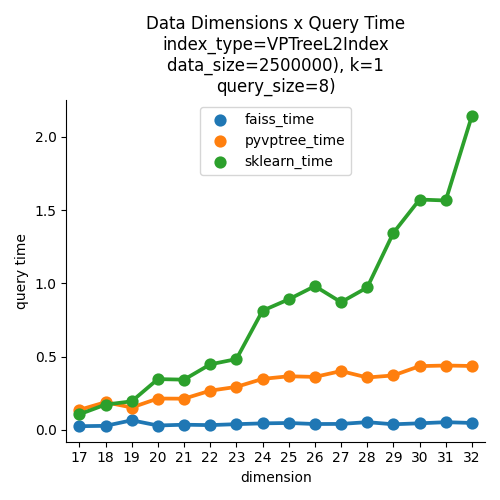 Data Dimensions x Query Time
index_type=VPTreeL2Index
data_size=2500000), k=1
query_size=8)
faiss_time
pyvptree_time
sklearn_time
2.0
1.5
1.0
0.5
0.0
query time
17 18 19 20 21 22 23 24 25 26 27 28 29 30 31 32
dimension